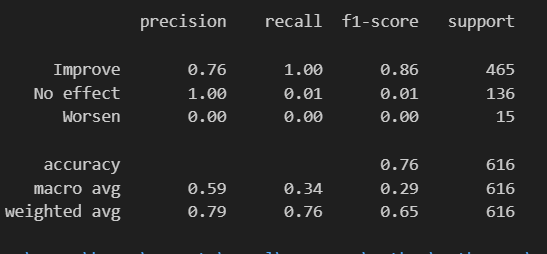 precision recall f1-score support
Improve 0.76 1.00 0.86 465
No effect 1.00 0.01 0.01 136
Worsen 0.00 0.00 0.00 15
accuracy 0.76 616
macro avg 0.59 0.34 0.29 616
weighted avg 0.79 0.76 0.65 616